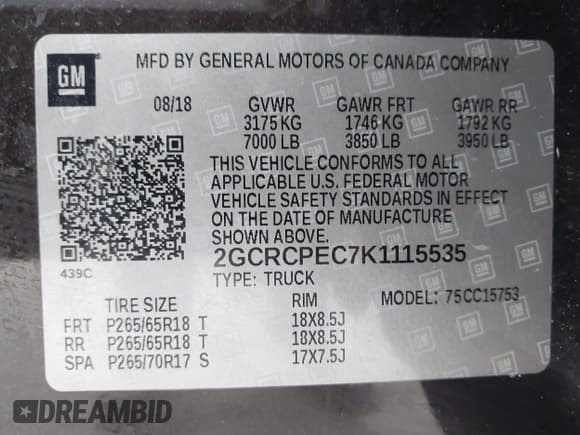 GM
MFD BY GENERAL MOTORS OF CANADA COMPANY
08/18 GVWR GAWR FRT GAWR RR
3175 KG 1746 KG 1792 KG
7000 LB 3850 LB 3950 LB
THIS VEHICLE CONFORMS TO ALL
APPLICABLE U.S. FEDERAL MOTOR
VEHICLE SAFETY STANDARDS IN EFFECT
ON THE DATE OF MANUFACTURE
SHOWN ABOVE.
439C
2GCRCPEC7K1115535
TYPE: TRUCK
MODEL: 75CC15753
TIRE SIZE RIM
FRT P265/65R18 T 18X8.5J
RR P265/65R18 T 18X8.5J
SPA P265/70R17 S 17X7.5J
DREAMBID